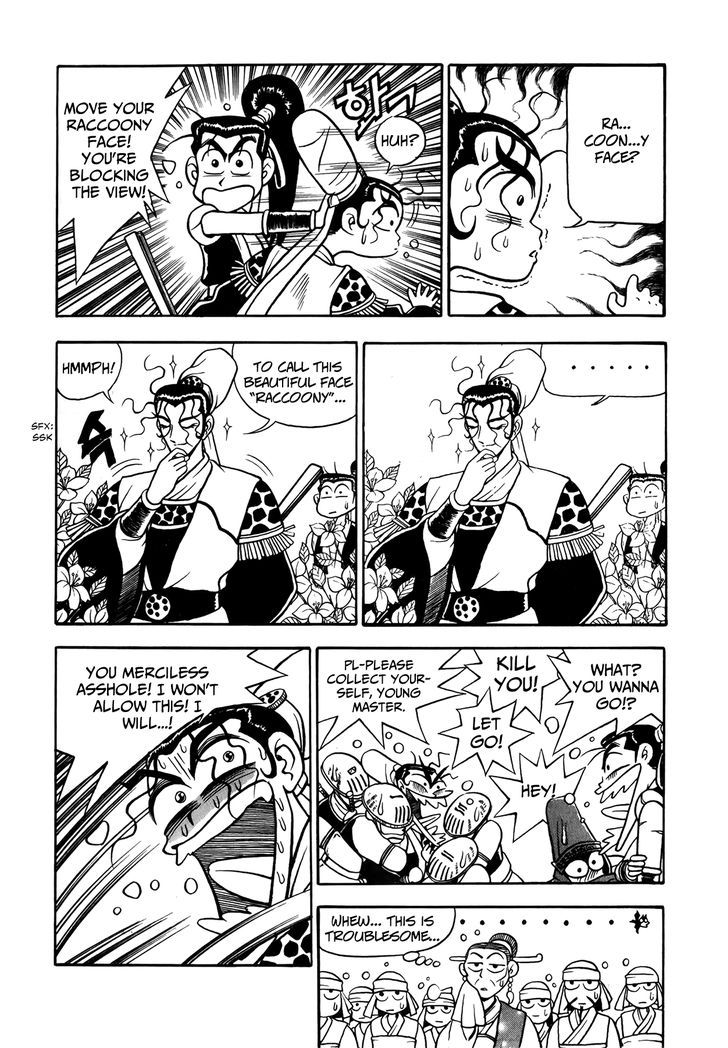 MOVE YOUR
RACCOONY
FACE!
YOU'RE
BLOCKING
THE VIEW!
확
HUH?
RA...
COON...Y
FACE?
HMMPH!
SFX:
SSK
슥
TO CALL THIS
BEAUTIFUL FACE
"RACCOONY"...
. . . . .
YOU MERCILESS
ASSHOLE! I WON'T
ALLOW THIS! I
WILL...!
PL-PLEASE
COLLECT YOUR-
SELF, YOUNG
MASTER.
KILL
YOU!
LET
GO!
WHAT?
YOU WANNA
GO!?
HEY!
WHEW... THIS IS
TROUBLESOME...
. . . . . . . .